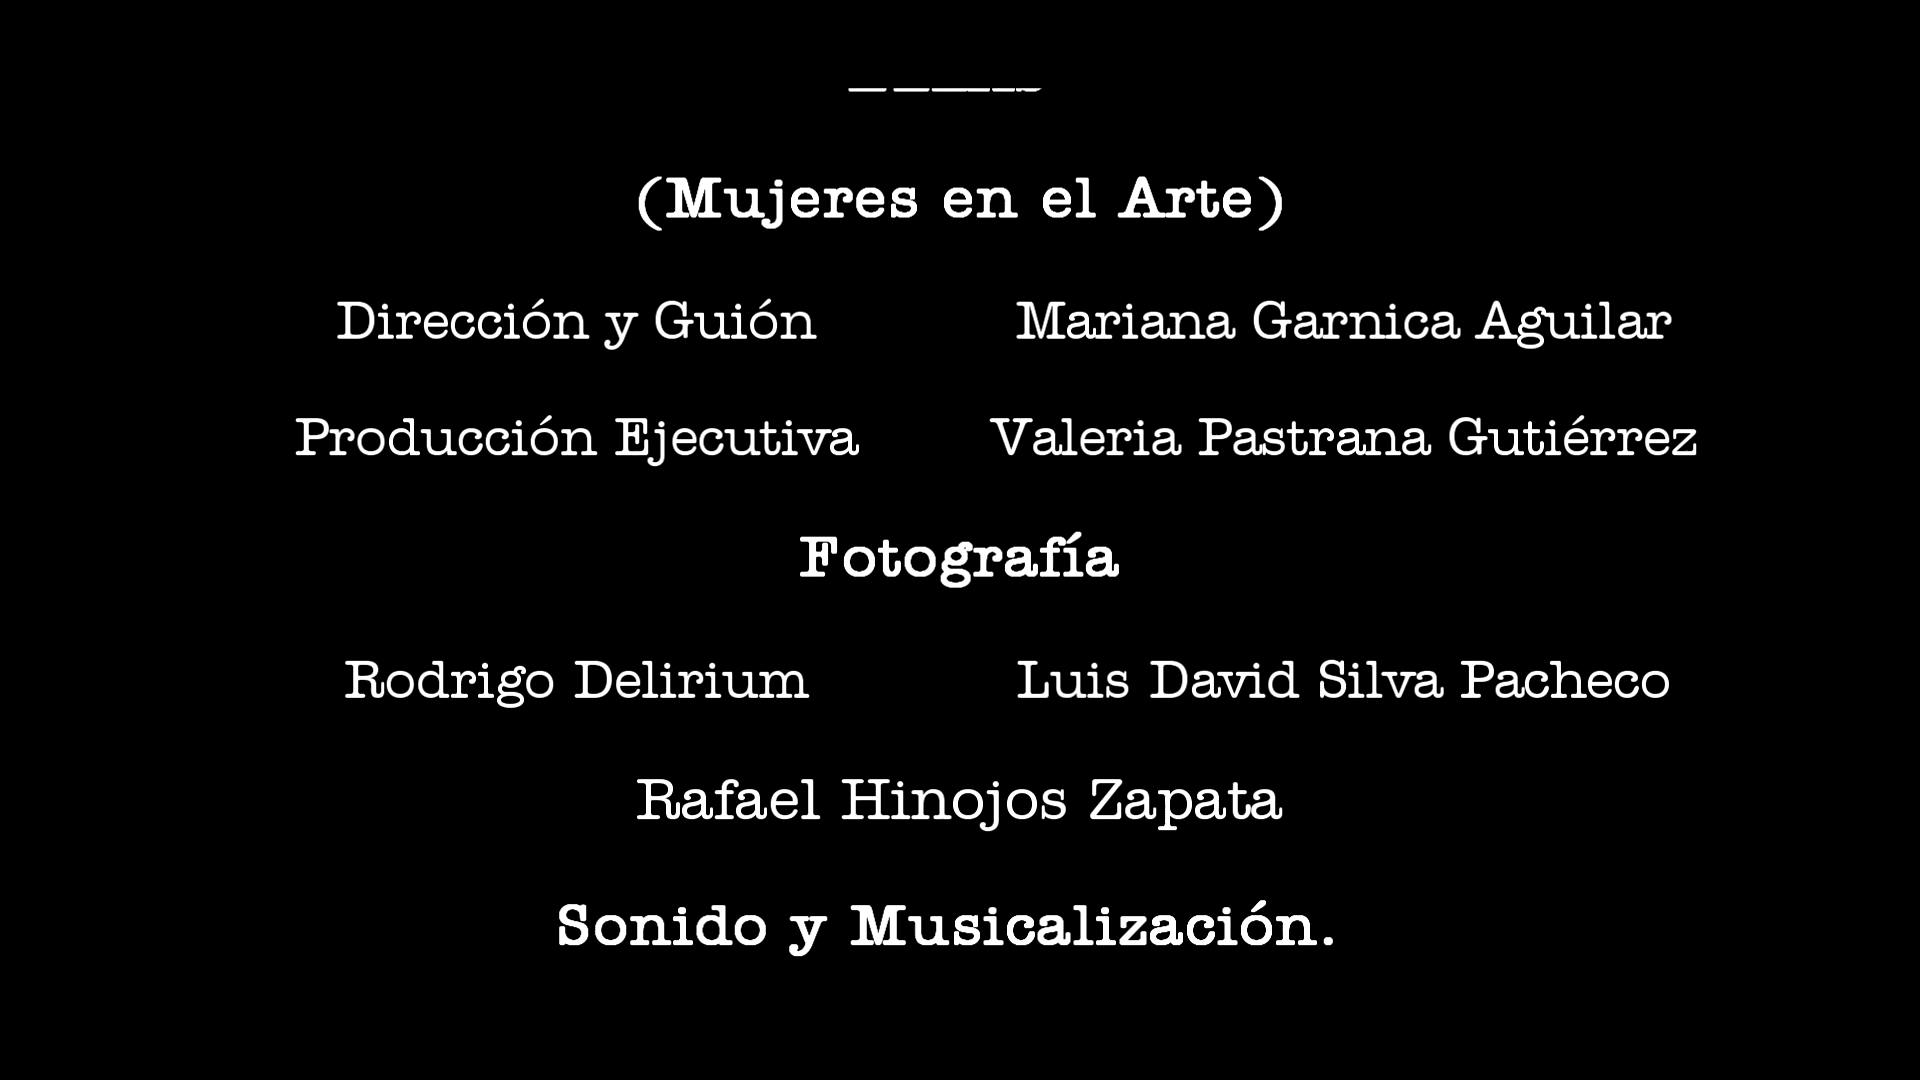 (Mujeres en el Arte)
Dirección y Guión Mariana Garnica Aguilar
Producción Ejecutiva Valeria Pastrana Gutiérrez
Fotografía
Rodrigo Delirium Luis David Silva Pacheco
Rafael Hinojos Zapata
Sonido y Musicalización.